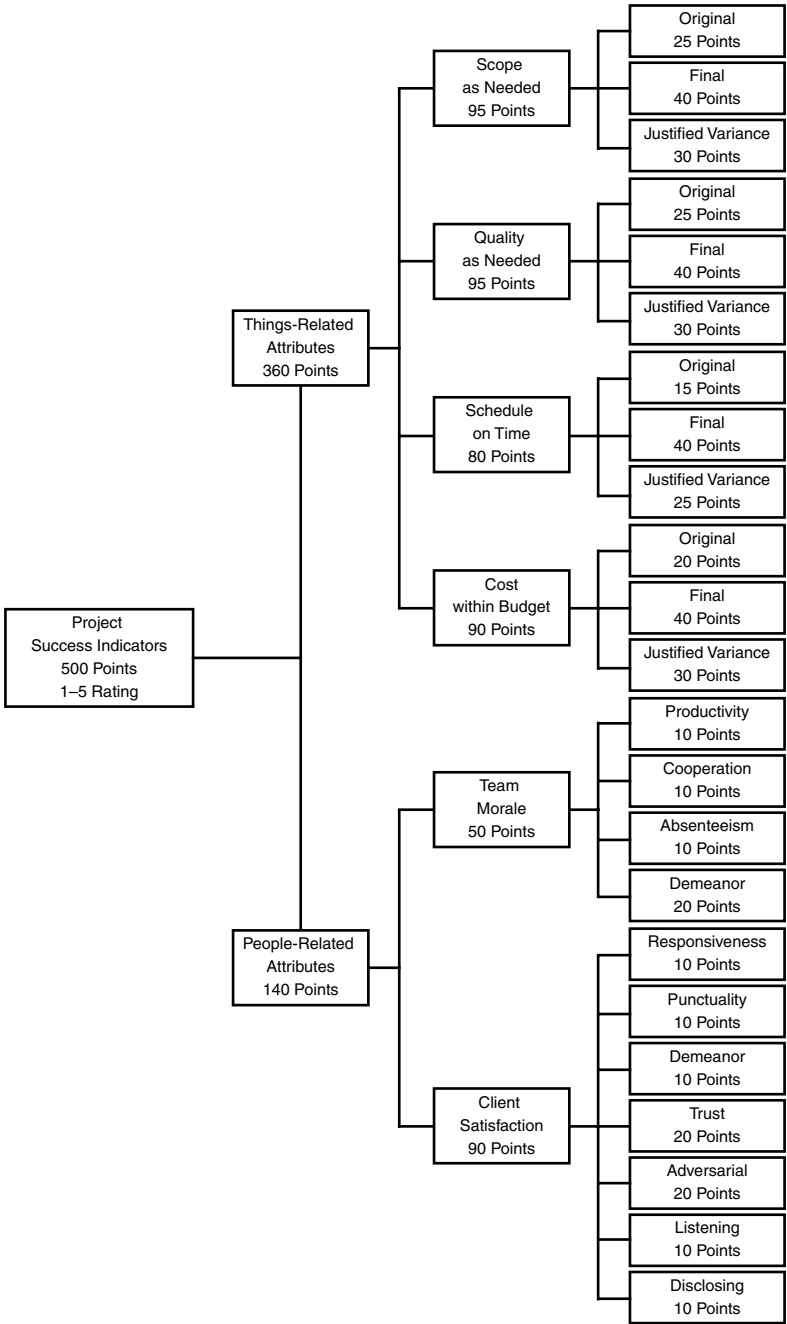 Project
Success Indicators
500 Points
1–5 Rating
Things-Related
Attributes
360 Points
Scope
as Needed
95 Points
Original
25 Points
Final
40 Points
Justified Variance
30 Points
Quality
as Needed
95 Points
Original
25 Points
Final
40 Points
Justified Variance
30 Points
Schedule
on Time
80 Points
Original
15 Points
Final
40 Points
Justified Variance
25 Points
Cost
within Budget
90 Points
Original
20 Points
Final
40 Points
Justified Variance
30 Points
People-Related
Attributes
140 Points
Team
Morale
50 Points
Productivity
10 Points
Cooperation
10 Points
Absenteeism
10 Points
Demeanor
20 Points
Client
Satisfaction
90 Points
Responsiveness
10 Points
Punctuality
10 Points
Demeanor
10 Points
Trust
20 Points
Adversarial
20 Points
Listening
10 Points
Disclosing
10 Points